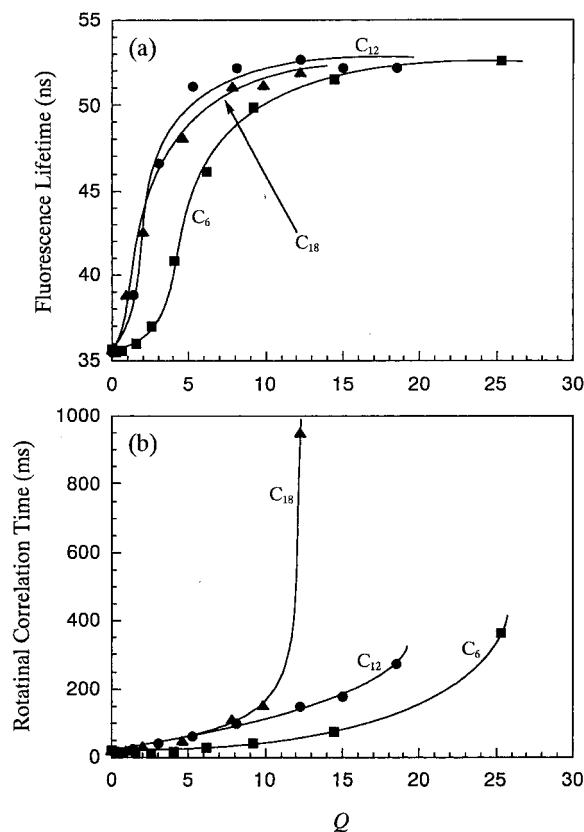 (a)
C12
C18
C6
Fluorescence Lifetime (ns)
55
50
45
40
35
0 5 10 15 20 25 30
(b)
C18
C12
C6
Rotatinal Correlation Time (ms)
1000
800
600
400
200
0
0 5 10 15 20 25 30
Q